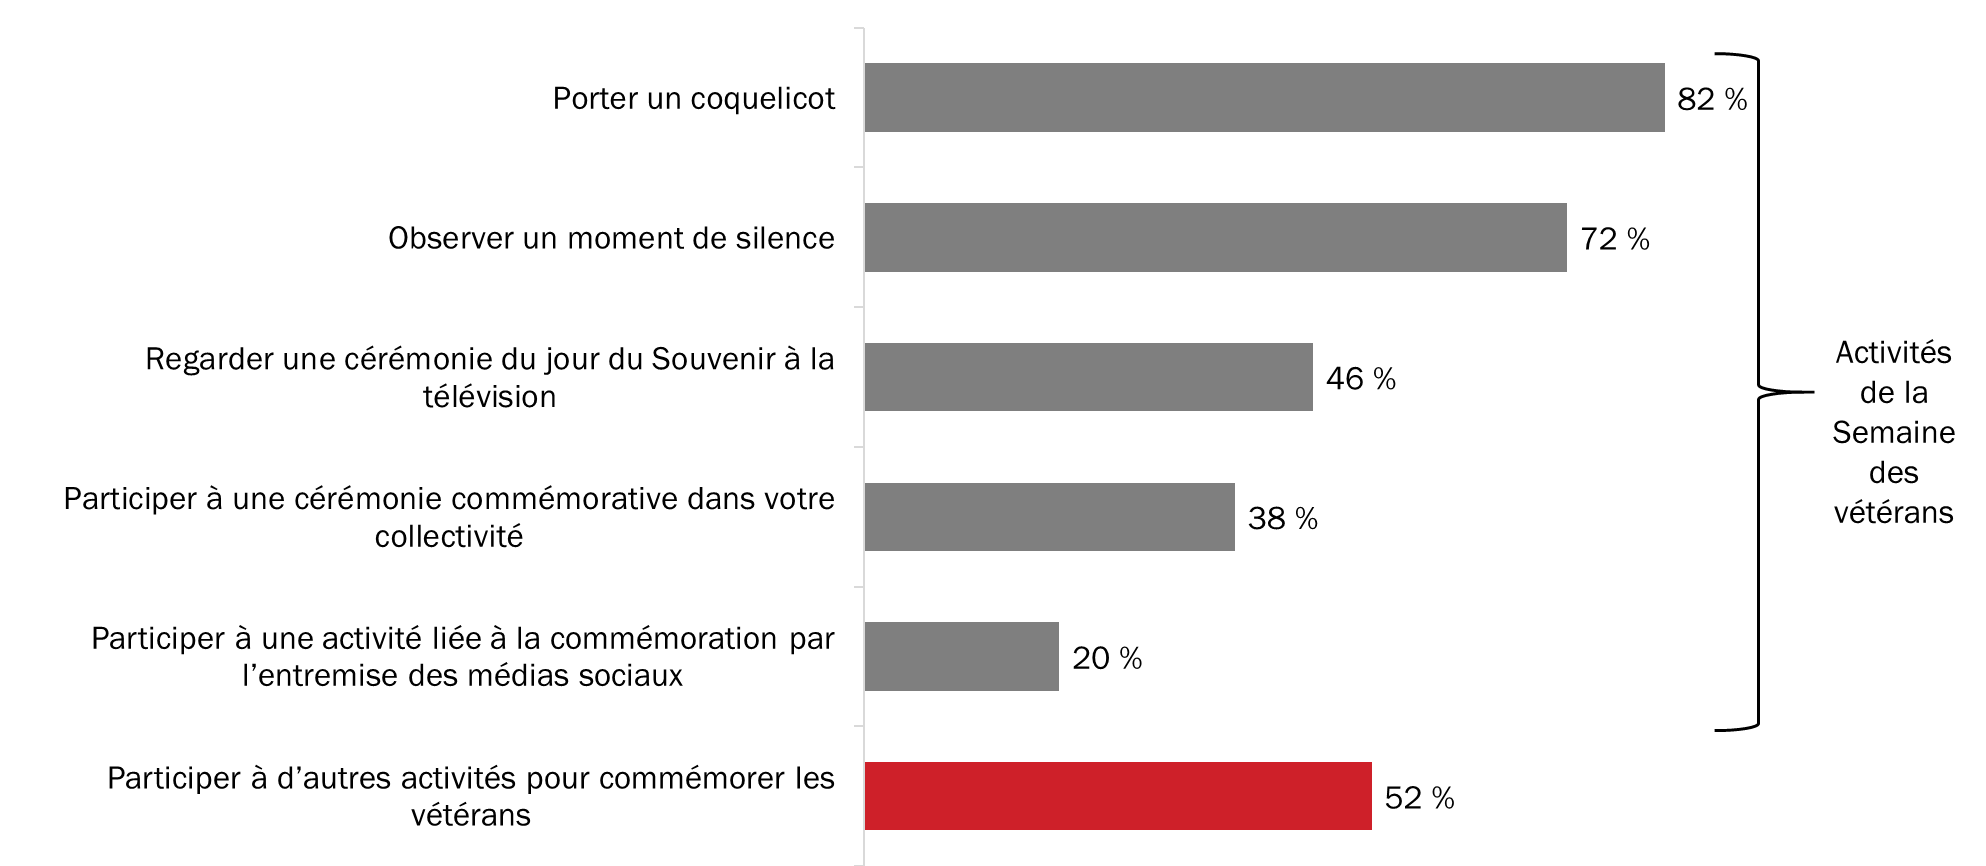 Porter un coquelicot
82 %
Observer un moment de silence
72 %
Regarder une cérémonie du jour du Souvenir à la
télévision
46 %
Participer à une cérémonie commémorative dans votre
collectivité
38 %
Participer à une activité liée à la commémoration par
l’entremise des médias sociaux
20 %
Participer à d’autres activités pour commémorer les
vétérans
52 %
Activités
de la
Semaine
des
vétérans